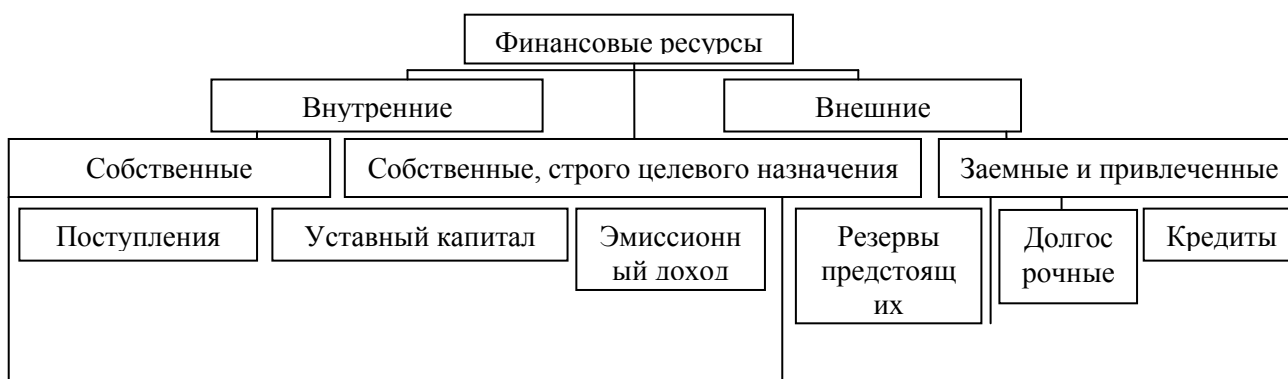 Финансовые ресурсы
Внутренние
Внешние
Собственные
Собственные, строго целевого назначения
Заемные и привлеченные
Поступления
Уставный капитал
Эмиссионн
ый доход
Резервы
предстоящ
их
Долгос
рочные
Кредиты